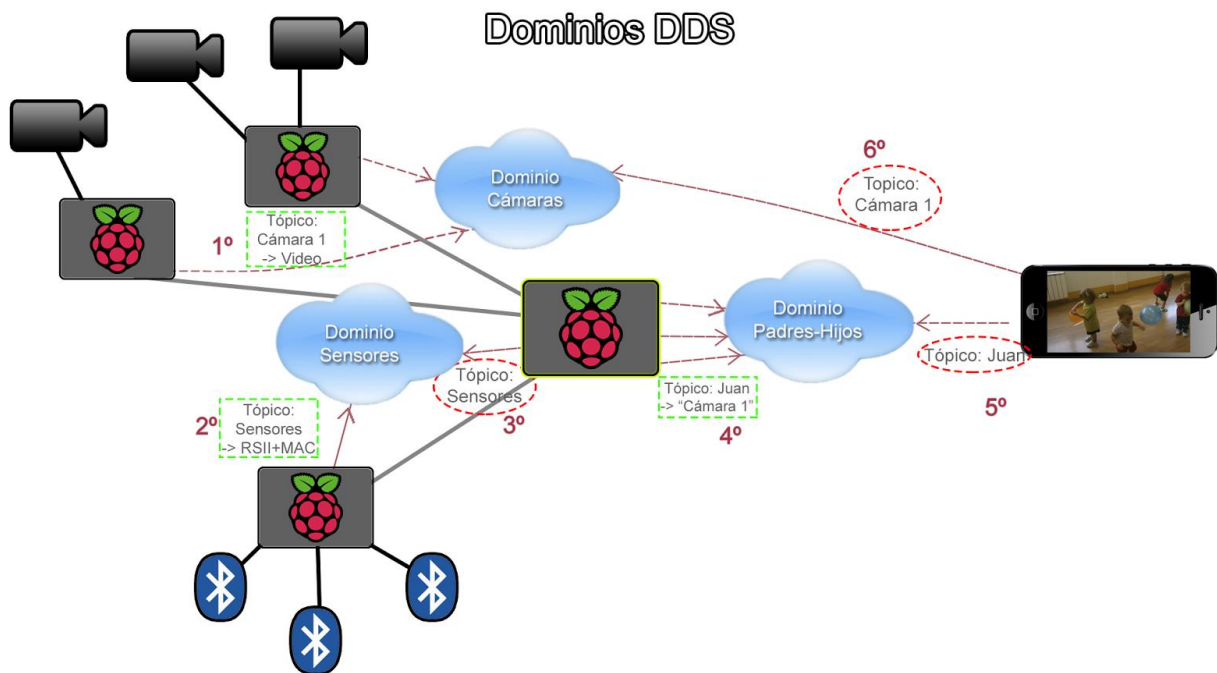 Dominios DDS
6º
Dominio
Cámaras
Topico:
Cámara 1
1º
Tópico:
Cámara 1
-> Video
Dominio
Sensores
Dominio
Padres-Hijos
Tópico:
Sensores
3º
Tópico: Juan
-> “Cámara 1”
4º
Tópico: Juan
5º
2º
Tópico:
Sensores
-> RSII+MAC